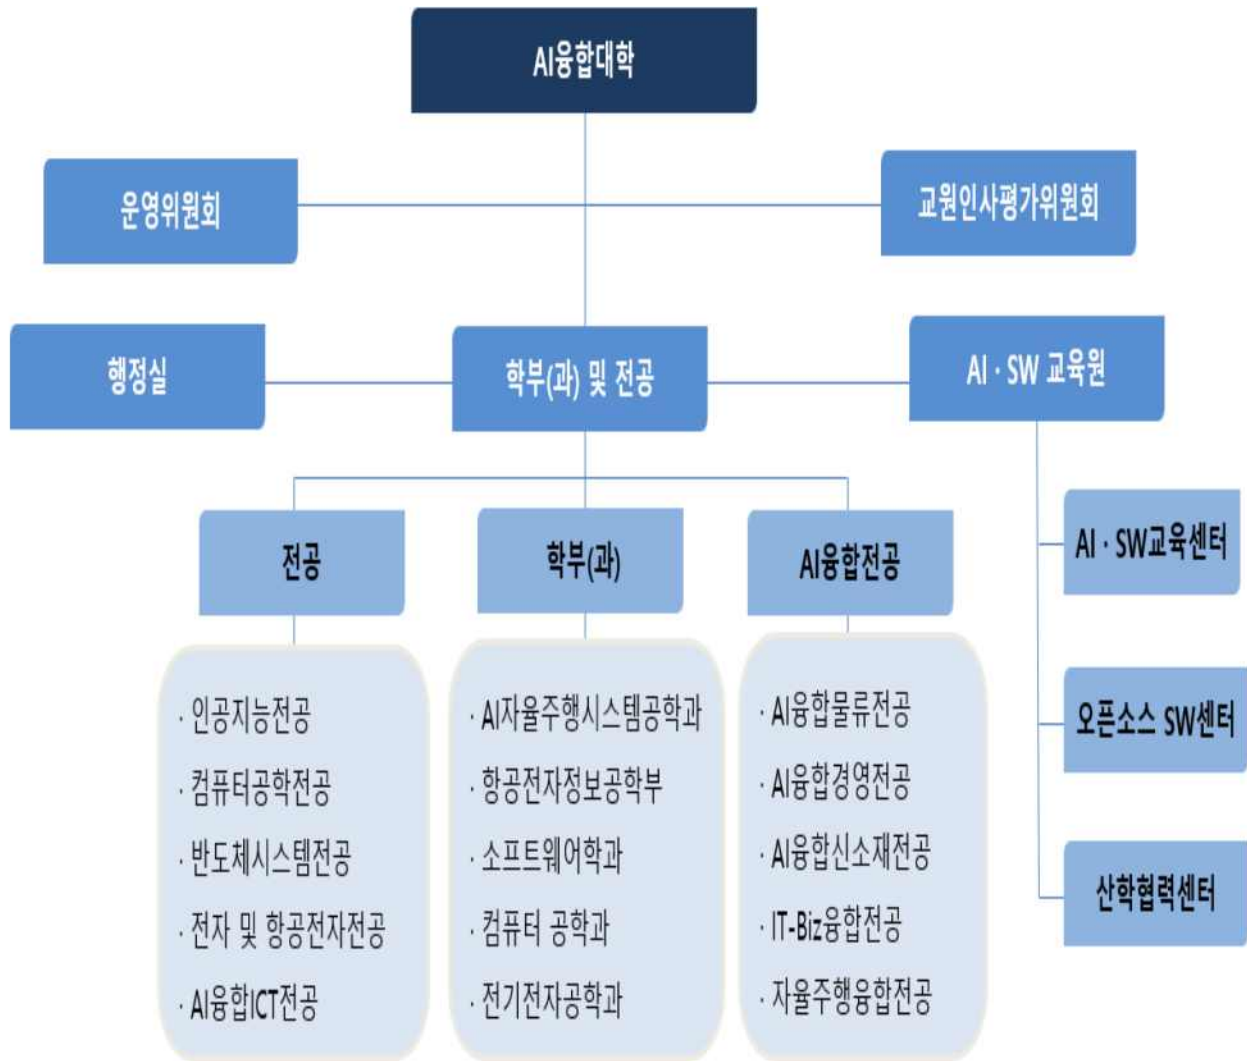 AI융합대학
운영위원회
교원인사평가위원회
행정실
학부(과) 및 전공
AI · SW 교육원
전공
학부(과)
AI융합전공
AI · SW교육센터
오픈소스 SW센터
산학협력센터
· 인공지능전공
· 컴퓨터공학전공
· 반도체시스템전공
· 전자 및 항공전자전공
· AI융합ICT전공
· AI자율주행시스템공학과
· 항공전자정보공학부
· 소프트웨어학과
· 컴퓨터 공학과
· 전기전자공학과
· AI융합물류전공
· AI융합경영전공
· AI융합신소재전공
· IT-Biz융합전공
· 자율주행융합전공